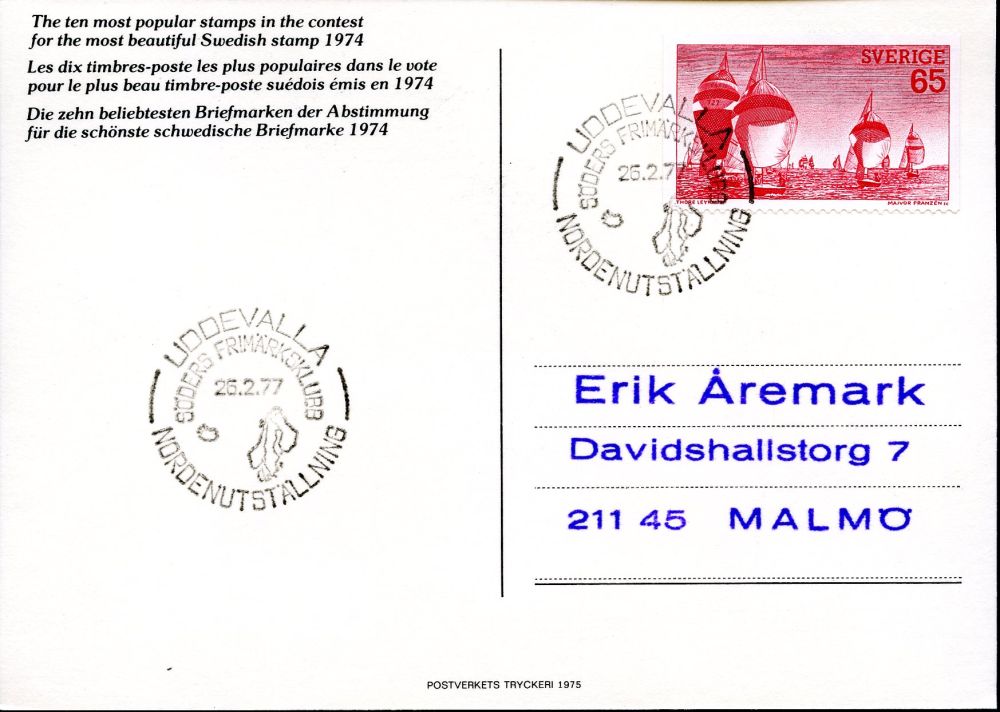 The ten most popular stamps in the contest
for the most beautiful Swedish stamp 1974
Les dix timbres-poste les plus populaires dans le vote
pour le plus beau timbre-poste suédois émis en 1974
Die zehn beliebtesten Briefmarken der Abstimmung
für die schönste schwedische Briefmarke 1974
SVERIGE
65
MAJVOR FRANZÉN
UDDEVALLA
SÖDERS FRIMÄRKSKLUBB
26.2.77
NORDENUTSTÄLLNING
UDDEVALLA
SÖDERS FRIMÄRKSKLUBB
26.2.77
NORDENUTSTÄLLNING
Erik Åremark
Davidshallstorg 7
211 45 MALMÖ
POSTVERKETS TRYCKERI 1975